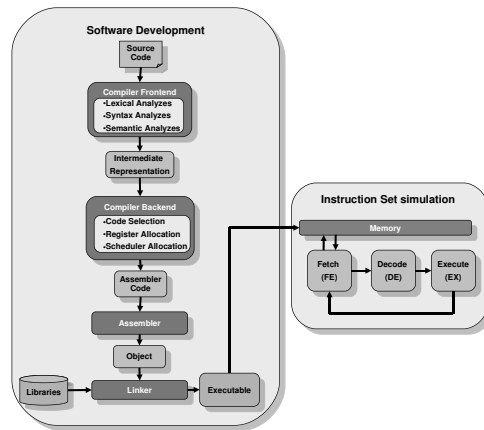 Software Development
Source
Code
Compiler Frontend
•Lexical Analyzes
•Syntax Analyzes
•Semantic Analyzes
Intermediate
Representation
Compiler Backend
•Code Selection
•Register Allocation
•Scheduler Allocation
Assembler
Code
Assembler
Object
Libraries
Linker
Executable
Instruction Set simulation
Memory
Fetch
(FE)
Decode
(DE)
Execute
(EX)